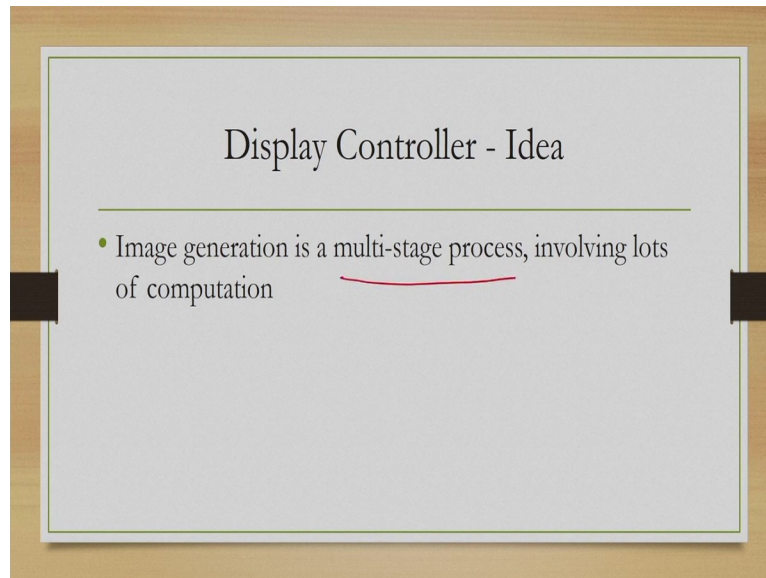 Display Controller - Idea
• Image generation is a multi-stage process, involving lots
of computation